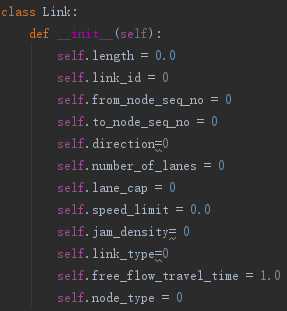 class Link:
    def __init__(self):
        self.length = 0.0
        self.link_id = 0
        self.from_node_seq_no = 0
        self.to_node_seq_no = 0
        self.direction=0
        self.number_of_lanes = 0
        self.lane_cap = 0
        self.speed_limit = 0.0
        self.jam_density= 0
        self.link_type=0
        self.free_flow_travel_time = 1.0
        self.node_type = 0